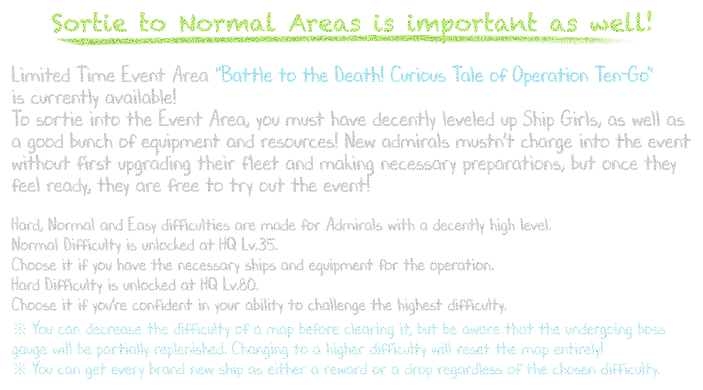 Sortie to Normal Areas is important as well!
Limited Time Event Area "Battle to the Death! Curious Tale of Operation Ten-Go"
is currently available!
To sortie into the Event Area, you must have decently leveled up Ship Girls, as well as
a good bunch of equipment and resources! New admirals mustn't charge into the event
without first upgrading their fleet and making necessary preparations, but once they
feel ready, they are free to try out the event!
Hard, Normal and Easy difficulties are made for Admirals with a decently high level.
Normal Difficulty is unlocked at HQ Lv.35.
Choose it if you have the necessary ships and equipment for the operation.
Hard Difficulty is unlocked at HQ Lv.80.
Choose it if you're confident in your ability to challenge the highest difficulty.
※ You can decrease the difficulty of a map before clearing it, but be aware that the undergoing boss
gauge will be partially replenished. Changing to a higher difficulty will reset the map entirely!
※ You can get every brand new ship as either a reward or a drop regardless of the chosen difficulty.